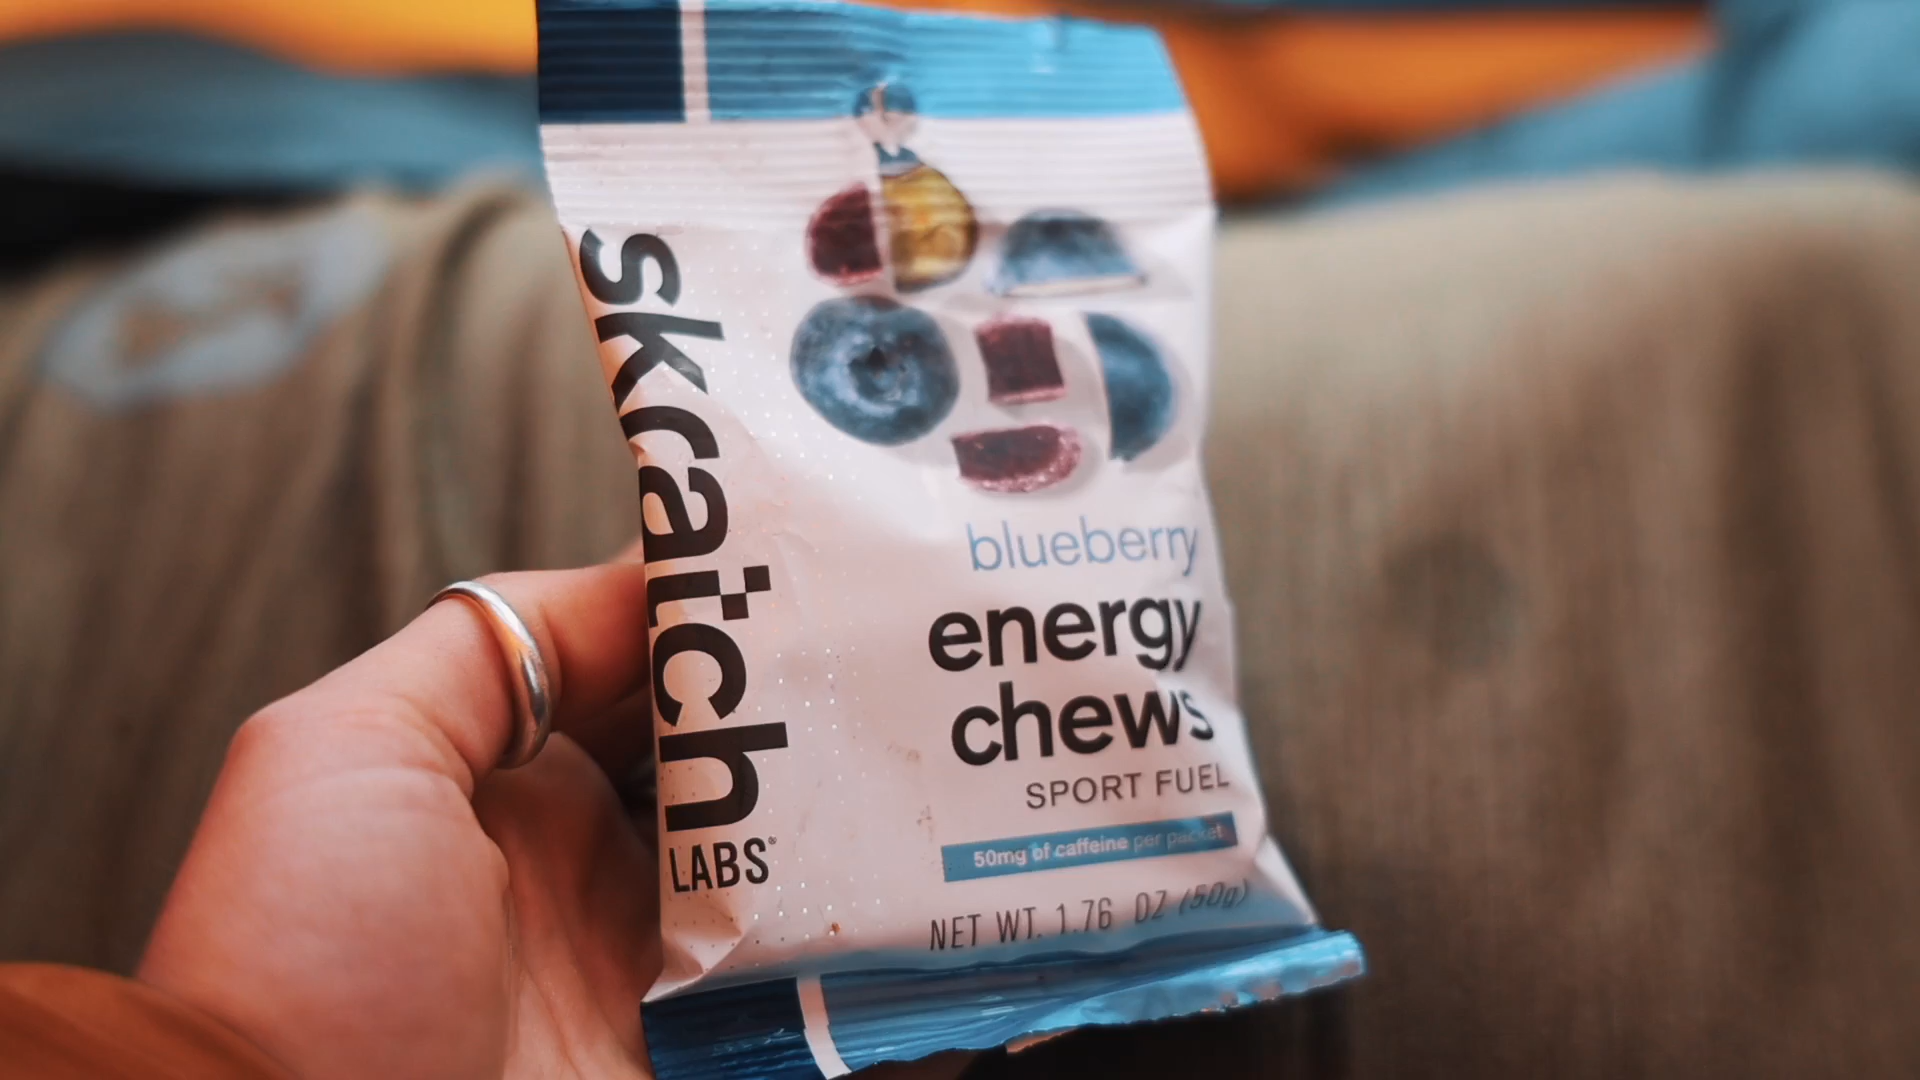 skratch
LABS®
blueberry
energy
chews
SPORT FUEL
50mg of caffeine per packet
NET WT. 1.76 OZ (50g)